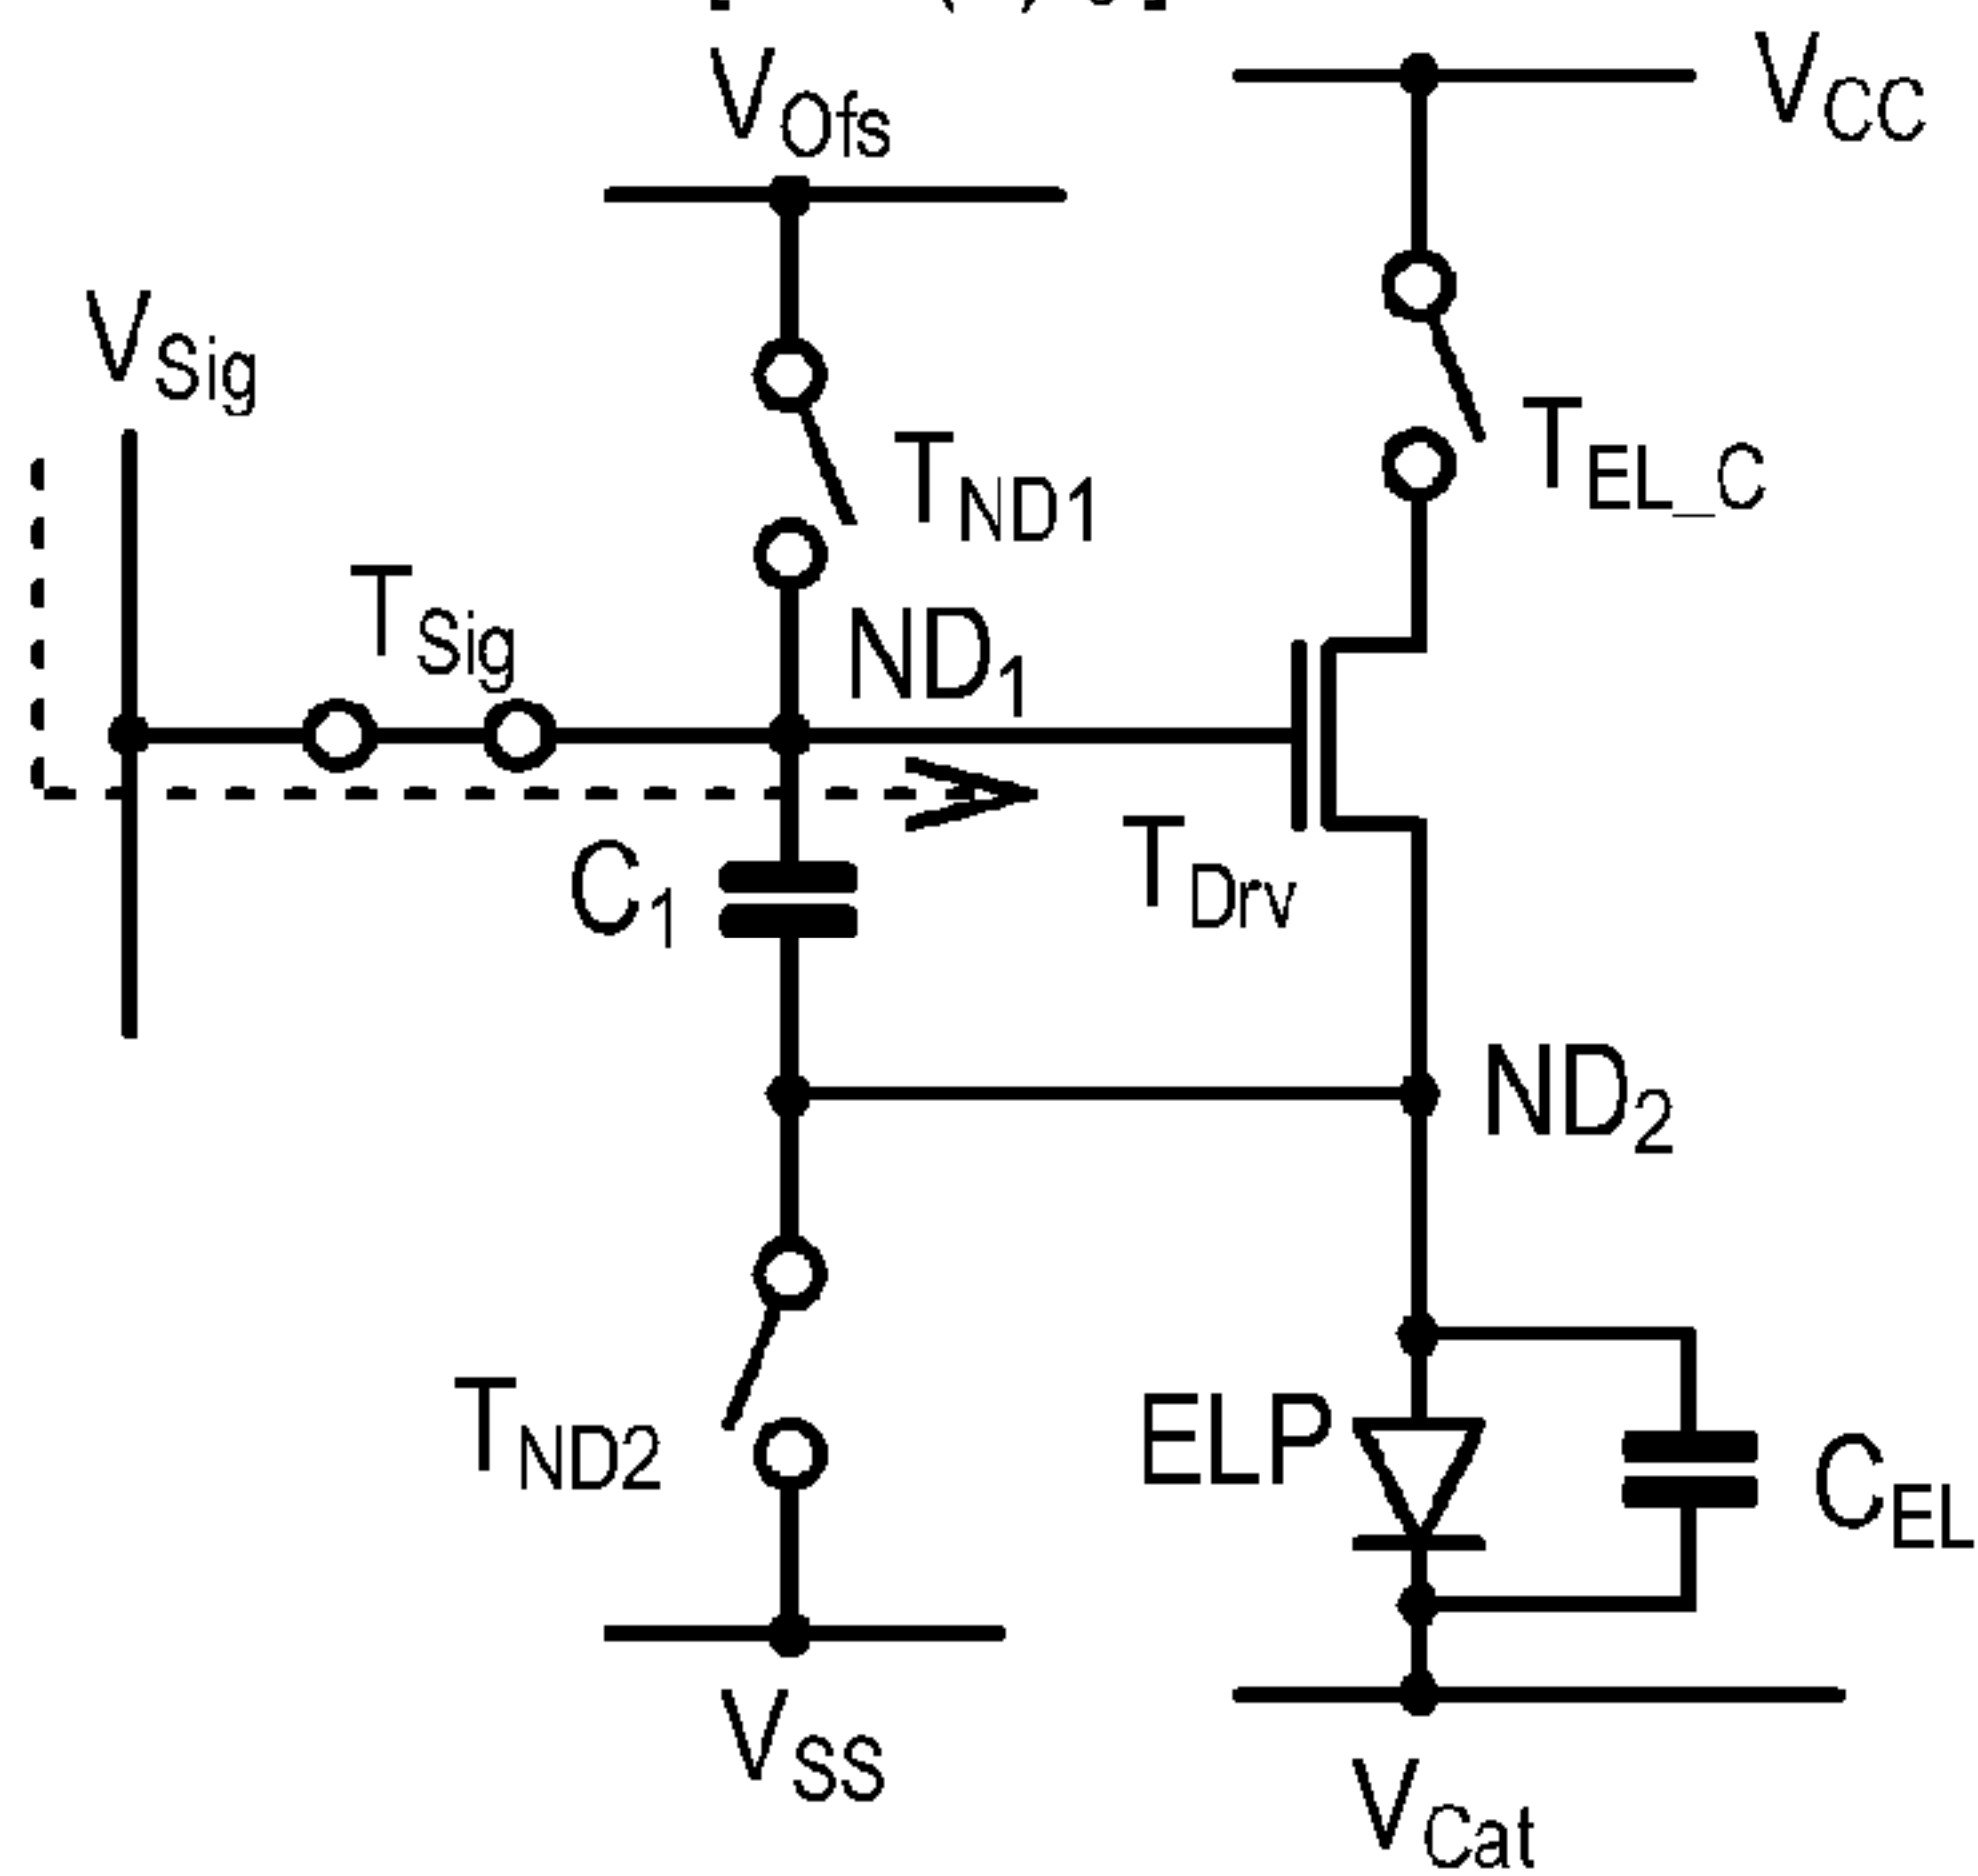 V_Ofs
V_CC
V_Sig
T_ND1
T_EL_C
T_Sig
ND_1
C_1
T_Drv
ND_2
T_ND2
ELP
C_EL
V_SS
V_Cat